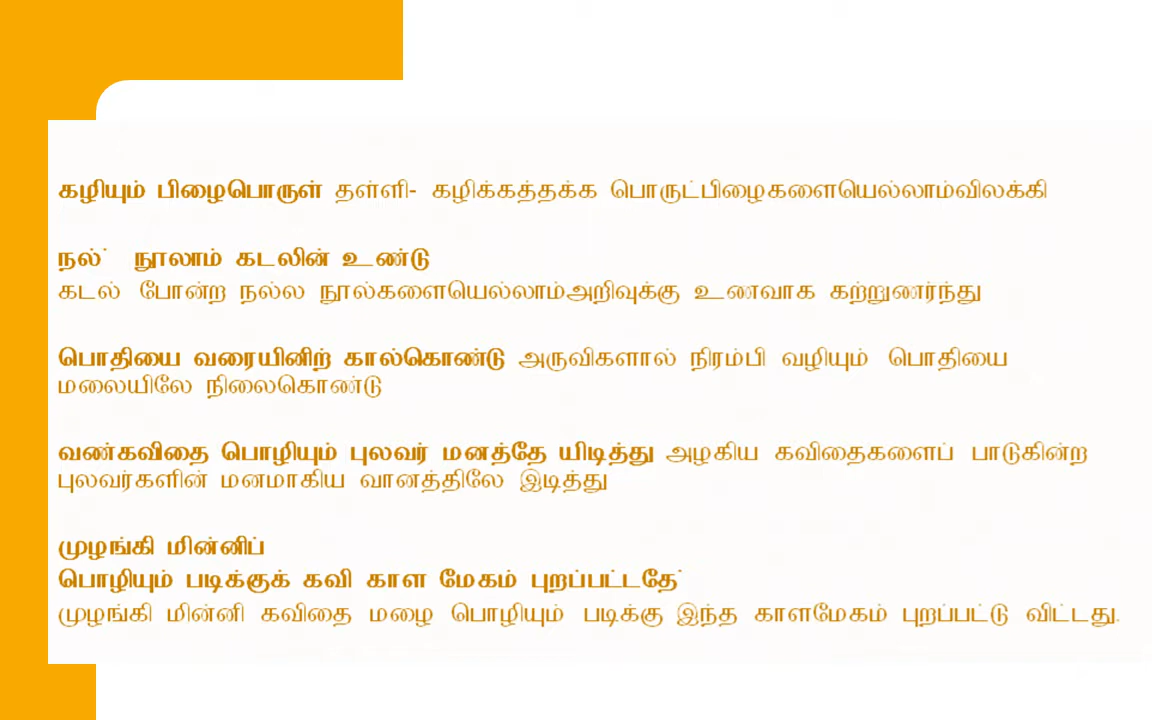 கழியும் பிழைபொருள் தள்ளி- கழிக்கத்தக்க பொருட்பிழைகளையெல்லாம்விலக்கி
நல் நூலாம் கடலின் உண்டு
கடல் போன்ற நல்ல நூல்களையெல்லாம்அறிவுக்கு உணவாக கற்றுணர்ந்து
பொதியை வரையினிற் கால்கொண்டு அருவிகளால் நிரம்பி வழியும் பொதியை
மலையிலே நிலைகொண்டு
வண்கவிதை பொழியும் புலவர் மனத்தே யிடித்து அழகிய கவிதைகளைப் பாடுகின்ற
புலவர்களின் மனமாகிய வானத்திலே இடித்து
முழங்கி மின்னிப்
பொழியும் படிக்குக் கவி காள மேகம் புறப்பட்டதே
முழங்கி மின்னி கவிதை மழை பொழியும் படிக்கு இந்த காளமேகம் புறப்பட்டு விட்டது.